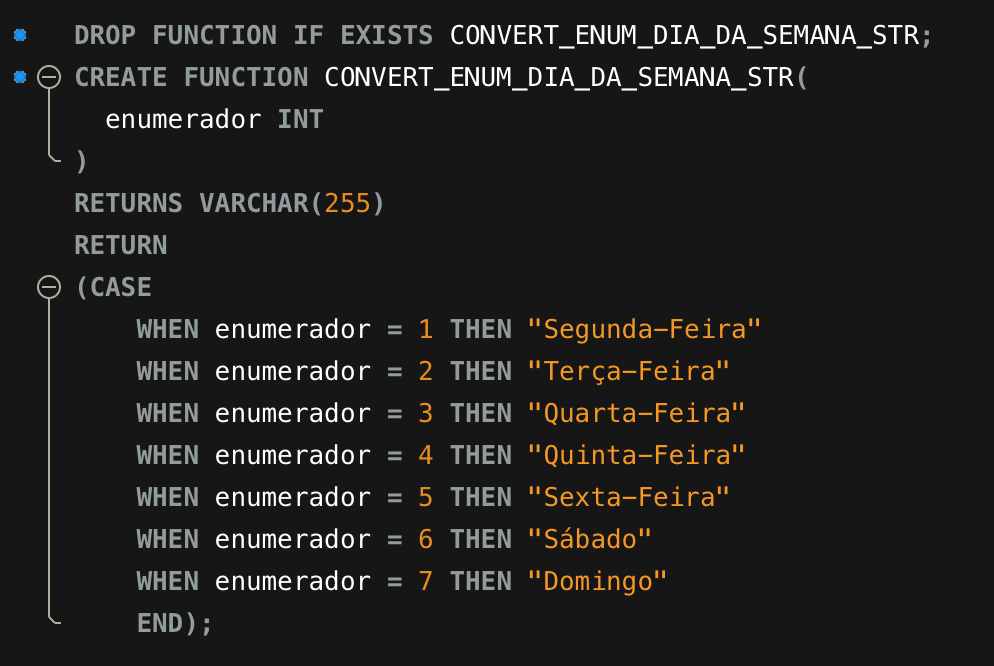 DROP FUNCTION IF EXISTS CONVERT_ENUM_DIA_DA_SEMANA_STR;
CREATE FUNCTION CONVERT_ENUM_DIA_DA_SEMANA_STR(
enumerador INT
)
RETURNS VARCHAR(255)
RETURN
(CASE
WHEN enumerador = 1 THEN "Segunda-Feira"
WHEN enumerador = 2 THEN "Terça-Feira"
WHEN enumerador = 3 THEN "Quarta-Feira"
WHEN enumerador = 4 THEN "Quinta-Feira"
WHEN enumerador = 5 THEN "Sexta-Feira"
WHEN enumerador = 6 THEN "Sábado"
WHEN enumerador = 7 THEN "Domingo"
END);